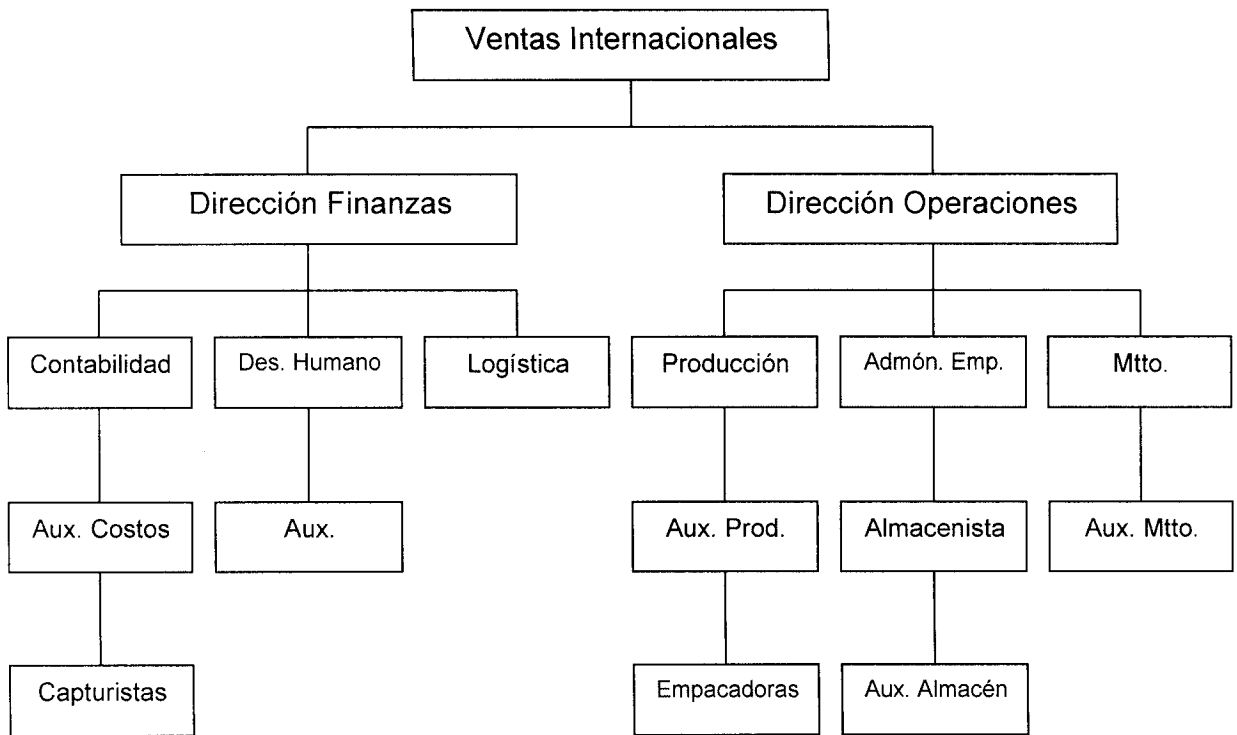 Ventas Internacionales
Dirección Finanzas
Dirección Operaciones
Contabilidad
Des. Humano
Logística
Producción
Admón. Emp.
Mtto.
Aux. Costos
Aux.
Aux. Prod.
Almacenista
Aux. Mtto.
Capturistas
Empacadoras
Aux. Almacén